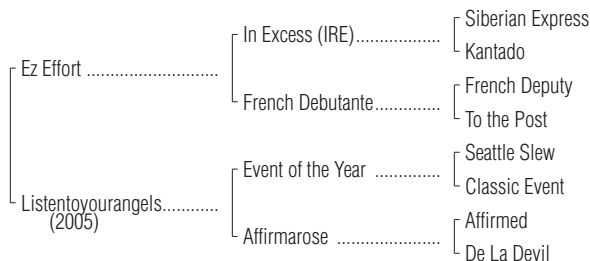 Siberian Express
In Excess (IRE)..................
Kantado
Ez Effort ............................
French Deputy
French Debutante..............
To the Post
Seattle Slew
Event of the Year ..............
Classic Event
Listentoyourangels............
(2005)
Affirmed
Affirmarose ......................
De La Devil